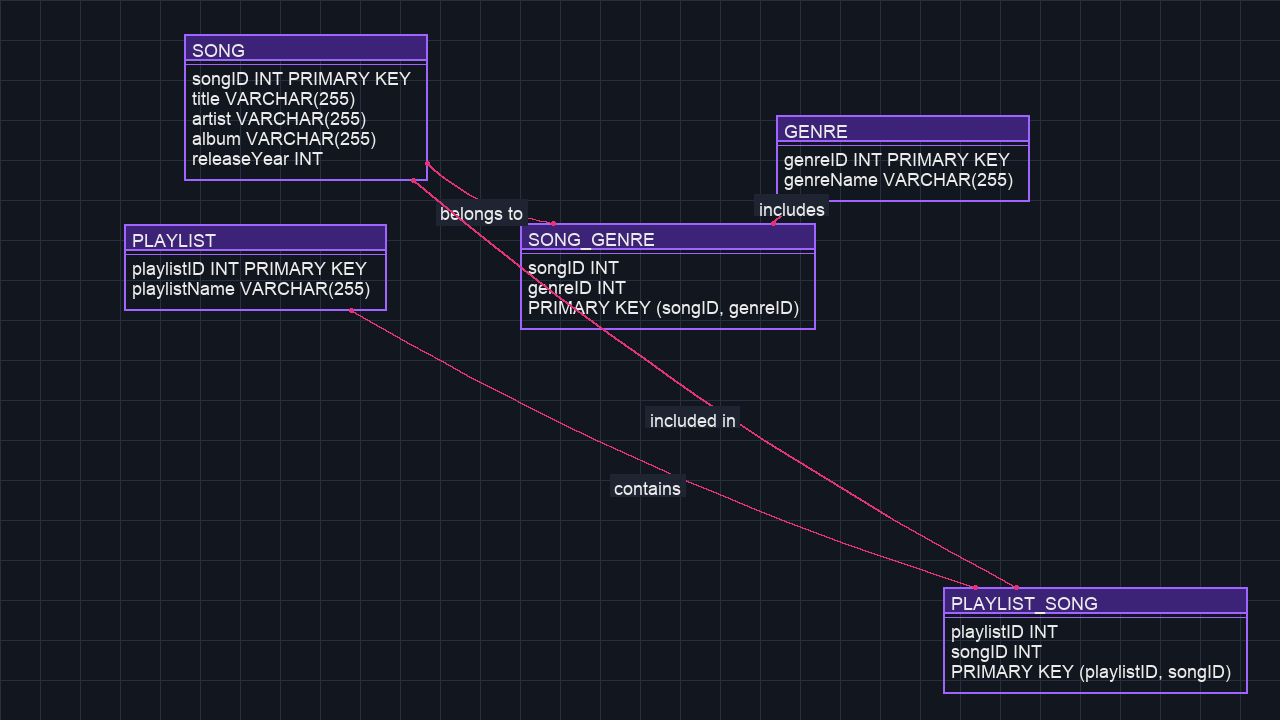 SONG
songID INT PRIMARY KEY
title VARCHAR(255)
artist VARCHAR(255)
album VARCHAR(255)
releaseYear INT
GENRE
genreID INT PRIMARY KEY
genreName VARCHAR(255)
belongs to
includes
PLAYLIST
playlistID INT PRIMARY KEY
playlistName VARCHAR(255)
SONG_GENRE
songID INT
genreID INT
PRIMARY KEY (songID, genreID)
included in
contains
PLAYLIST_SONG
playlistID INT
songID INT
PRIMARY KEY (playlistID, songID)